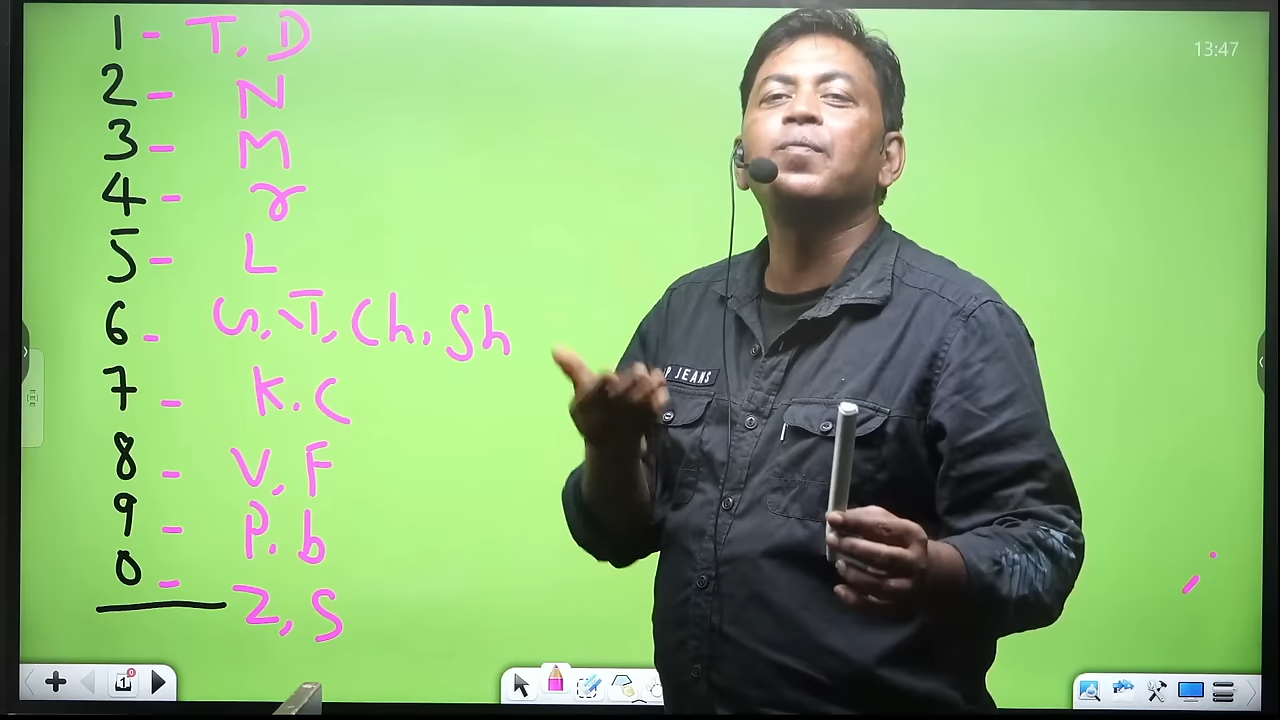 13:47
1 - T, D
2 - N
3 - M
4 - r
5 - L
6 - G, J, Ch, Sh
7 - K, C
8 - V, F
9 - P, b
0 - Z, S
P JEANS